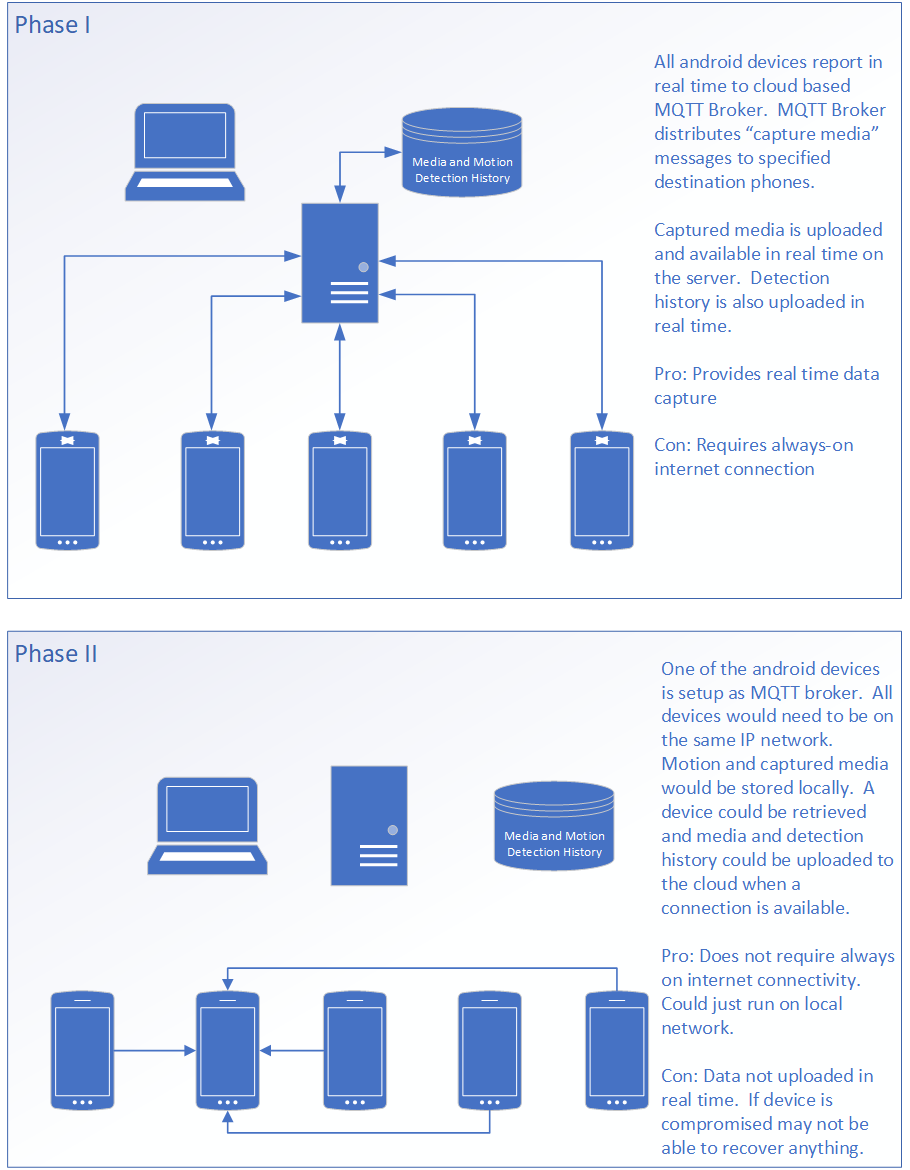 Phase I
All android devices report in
real time to cloud based
MQTT Broker.  MQTT Broker
distributes “capture media”
messages to specified
destination phones.
Captured media is uploaded
and available in real time on
the server.  Detection
history is also uploaded in
real time.
Pro: Provides real time data
capture
Con: Requires always-on
internet connection
Media and Motion
Detection History
Phase II
One of the android devices
is setup as MQTT broker.  All
devices would need to be on
the same IP network.
Motion and captured media
would be stored locally.  A
device could be retrieved
and media and detection
history could be uploaded to
the cloud when a
connection is available.
Pro: Does not require always
on internet connectivity.
Could just run on local
network.
Con: Data not uploaded in
real time.  If device is
compromised may not be
able to recover anything.
Media and Motion
Detection History